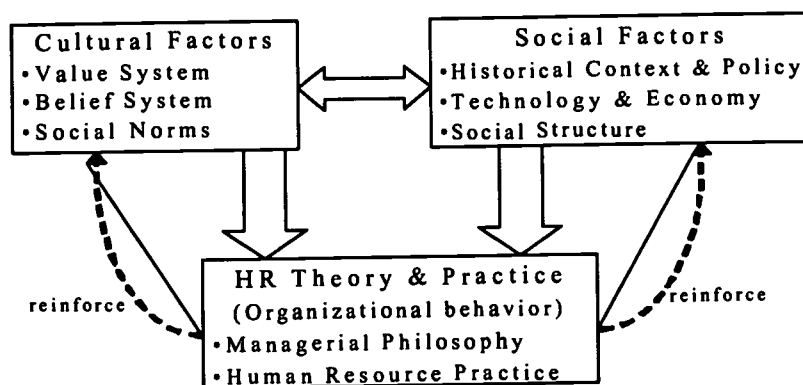 Cultural Factors
•Value System
•Belief System
•Social Norms
Social Factors
•Historical Context & Policy
•Technology & Economy
•Social Structure
reinforce
HR Theory & Practice
(Organizational behavior)
•Managerial Philosophy
•Human Resource Practice
reinforce